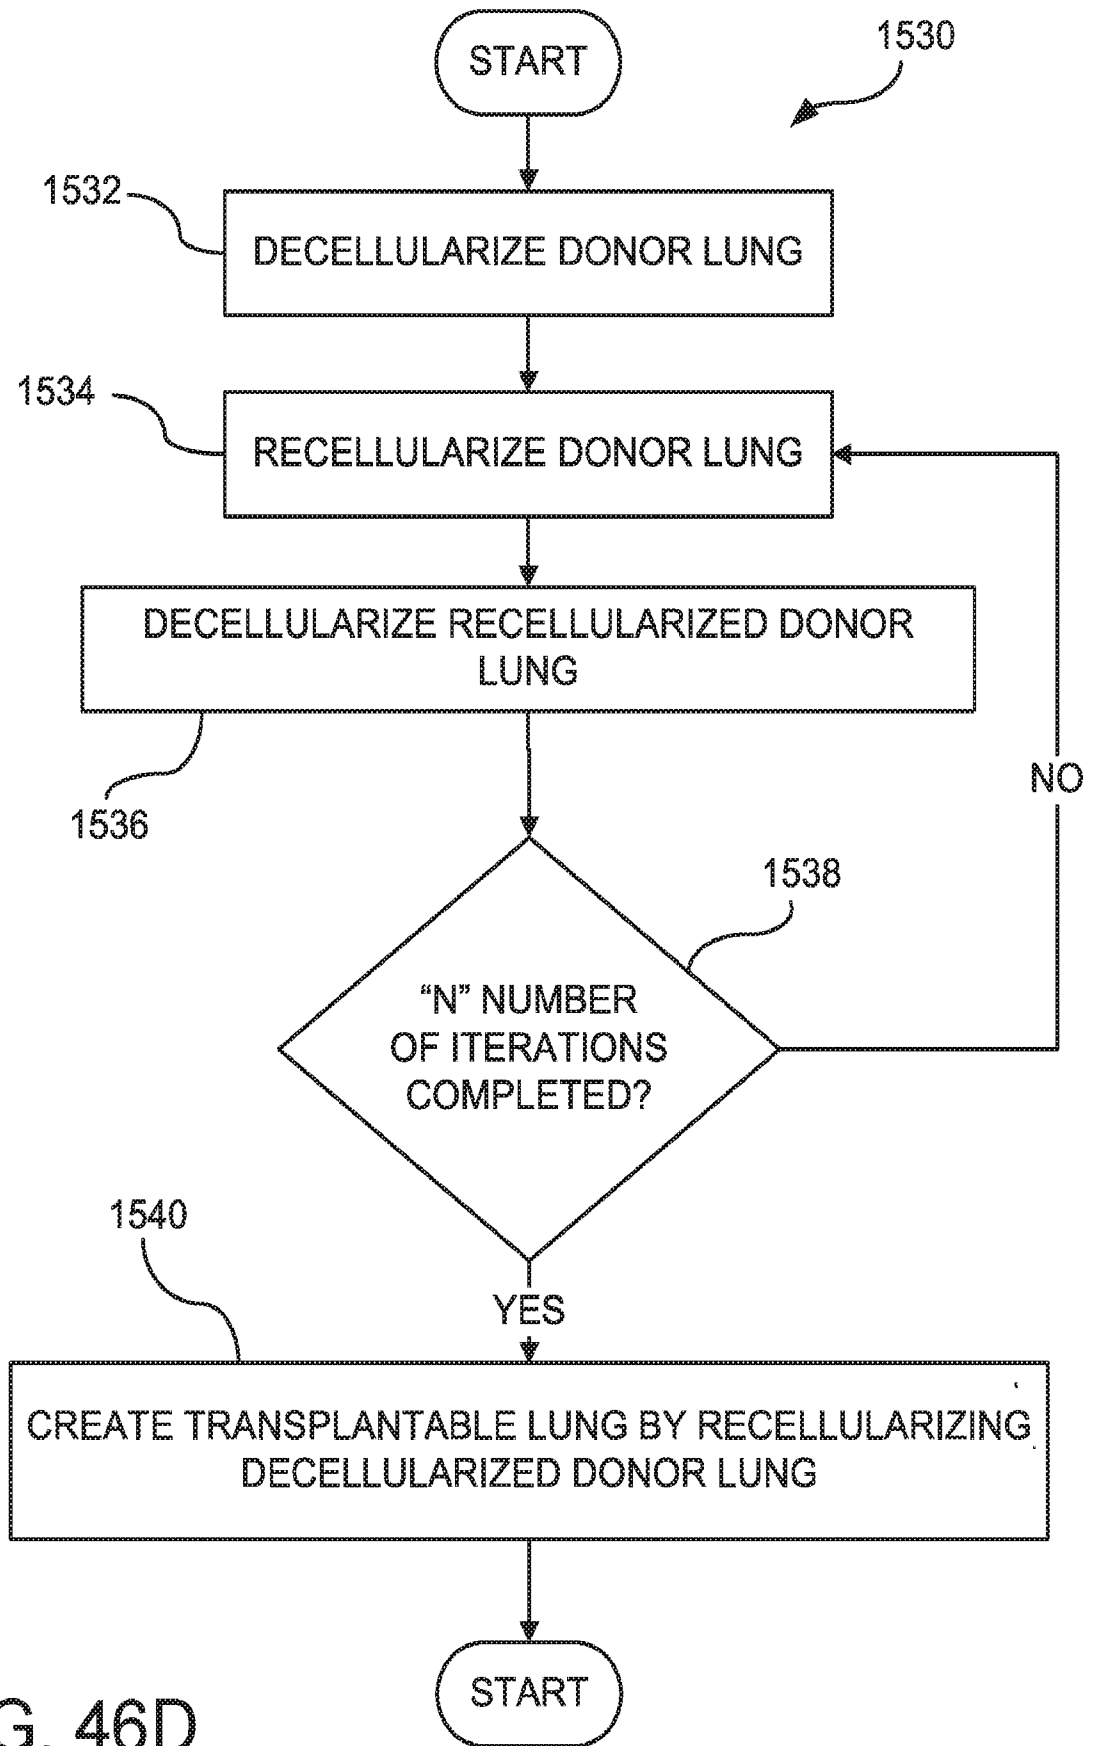 START
1530
1532
DECELLULARIZE DONOR LUNG
1534
RECELLULARIZE DONOR LUNG
DECELLULARIZE RECELLULARIZED DONOR
LUNG
1536
NO
1538
“N” NUMBER
OF ITERATIONS
COMPLETED?
1540
YES
CREATE TRANSPLANTABLE LUNG BY RECELLULARIZING
DECELLULARIZED DONOR LUNG
START
G. 46D